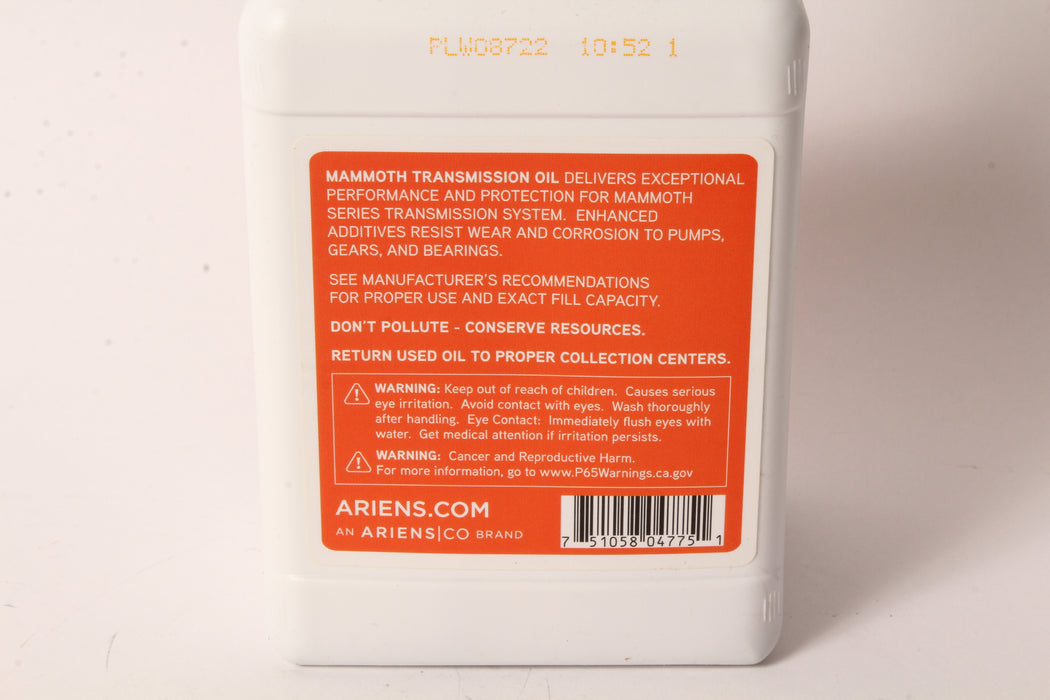 PLW08722 10:52 1
MAMMOTH TRANSMISSION OIL DELIVERS EXCEPTIONAL
PERFORMANCE AND PROTECTION FOR MAMMOTH
SERIES TRANSMISSION SYSTEM. ENHANCED
ADDITIVES RESIST WEAR AND CORROSION TO PUMPS,
GEARS, AND BEARINGS.
SEE MANUFACTURER'S RECOMMENDATIONS
FOR PROPER USE AND EXACT FILL CAPACITY.
DON'T POLLUTE - CONSERVE RESOURCES.
RETURN USED OIL TO PROPER COLLECTION CENTERS.
WARNING: Keep out of reach of children. Causes serious
eye irritation. Avoid contact with eyes. Wash thoroughly
after handling. Eye Contact: Immediately flush eyes with
water. Get medical attention if irritation persists.
WARNING: Cancer and Reproductive Harm.
For more information, go to www.P65Warnings.ca.gov
ARIENS.COM
AN ARIENS|CO BRAND
7 51058 04775 1